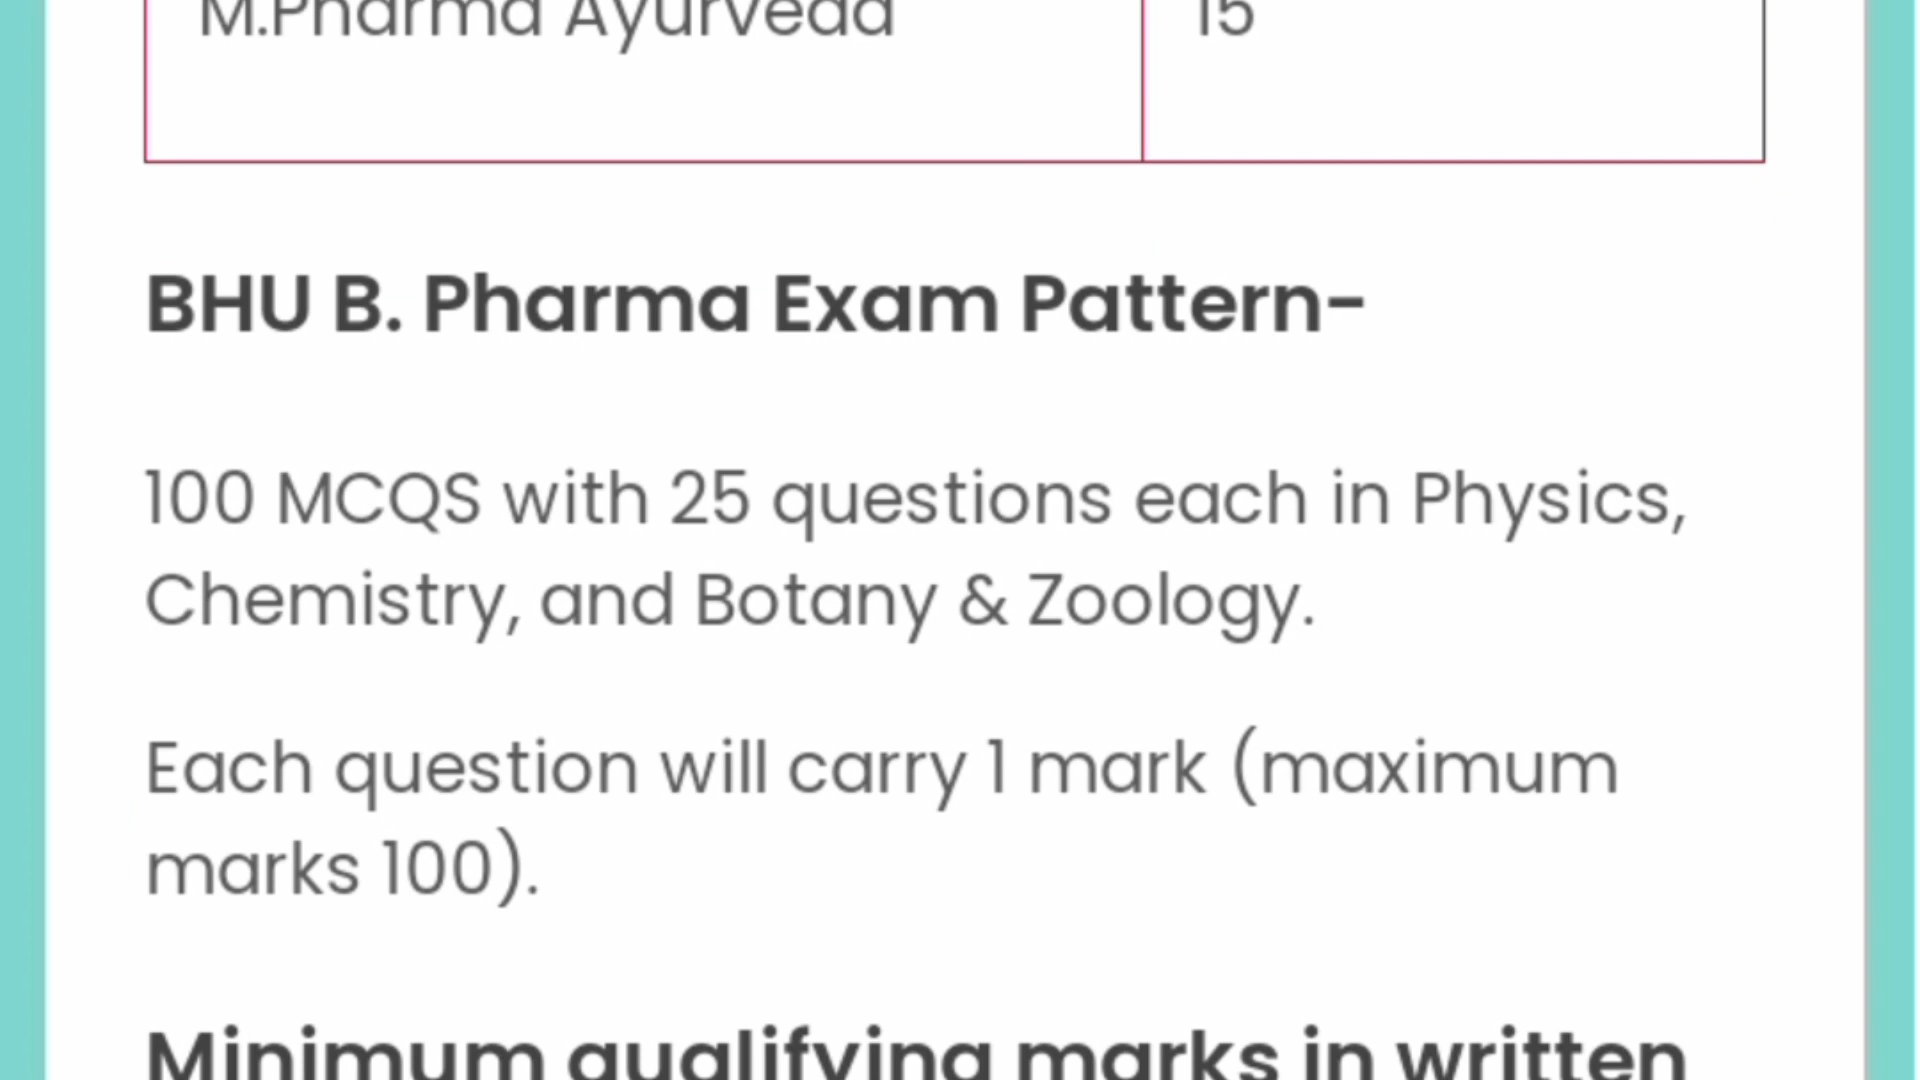 M.Pharma Ayurveda 15
BHU B. Pharma Exam Pattern-
100 MCQS with 25 questions each in Physics,
Chemistry, and Botany & Zoology.
Each question will carry 1 mark (maximum
marks 100).
Minimum qualifying marks in written